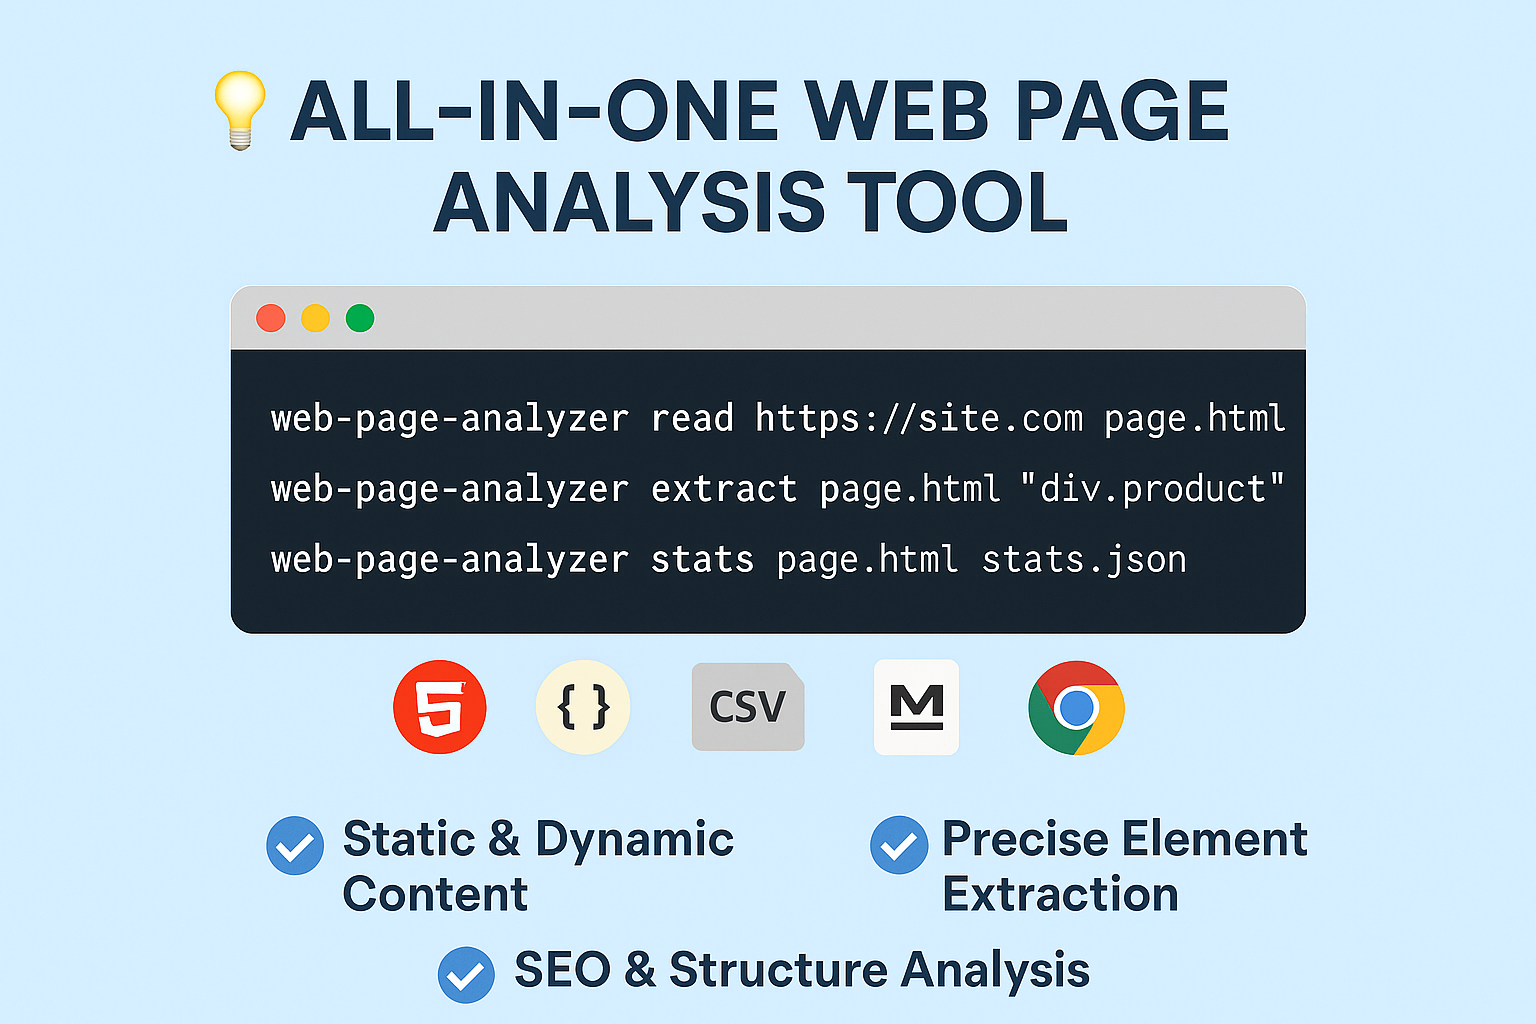 ALL-IN-ONE WEB PAGE
ANALYSIS TOOL
web-page-analyzer read https://site.com page.html
web-page-analyzer extract page.html "div.product"
web-page-analyzer stats page.html stats.json
5 { } CSV M
Static & Dynamic
Content
Precise Element
Extraction
SEO & Structure Analysis